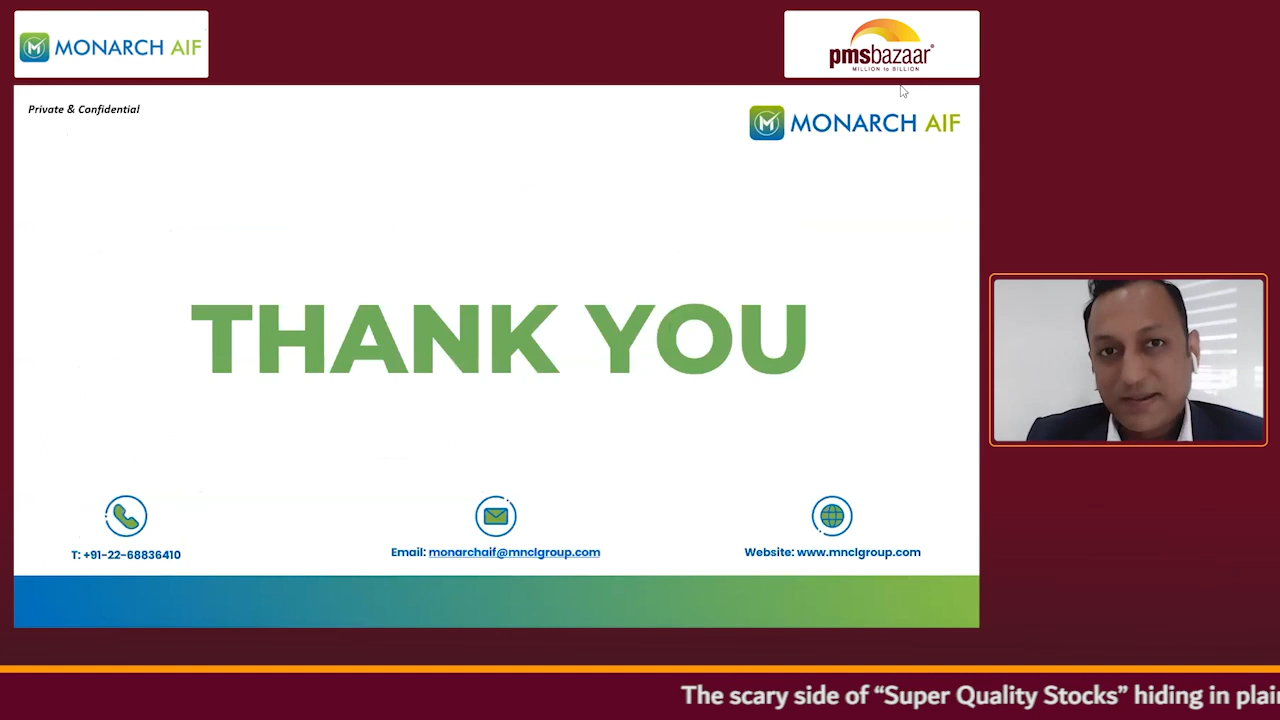 MONARCH AIF
pmsbazaar
MILLION to BILLION
Private & Confidential
MONARCH AIF
THANK YOU
T: +91-22-68836410
Email: monarchaif@mnclgroup.com
Website: www.mnclgroup.com
The scary side of “Super Quality Stocks” hiding in plai